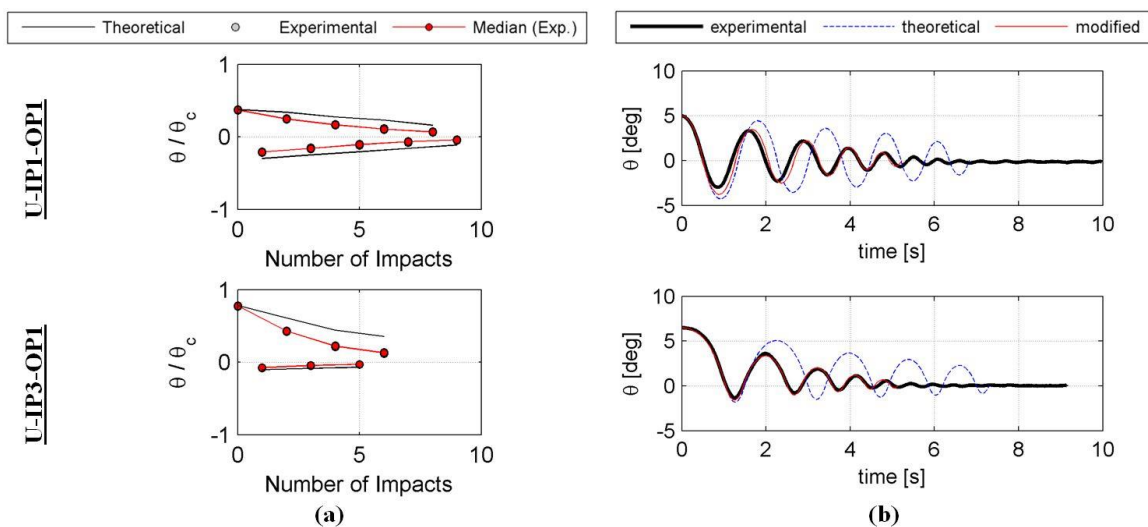 Theoretical Experimental Median (Exp.)
experimental theoretical modified
U-IP1-OP1
θ / θc
1
0
-1
0 5 10
Number of Impacts
θ [deg]
10
5
0
-5
0 2 4 6 8 10
time [s]
U-IP3-OP1
θ / θc
1
0
-1
0 5 10
Number of Impacts
θ [deg]
10
5
0
-5
0 2 4 6 8 10
time [s]
(a) (b)